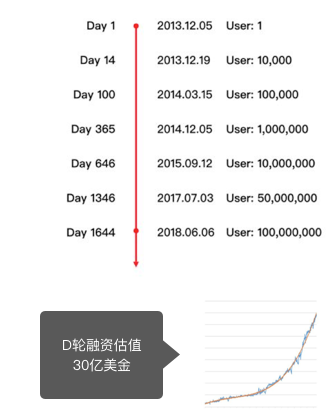 Day 1 2013.12.05 User: 1
Day 14 2013.12.19 User: 10,000
Day 100 2014.03.15 User: 100,000
Day 365 2014.12.05 User: 1,000,000
Day 646 2015.09.12 User: 10,000,000
Day 1346 2017.07.03 User: 50,000,000
Day 1644 2018.06.06 User: 100,000,000
D轮融资估值
30亿美金